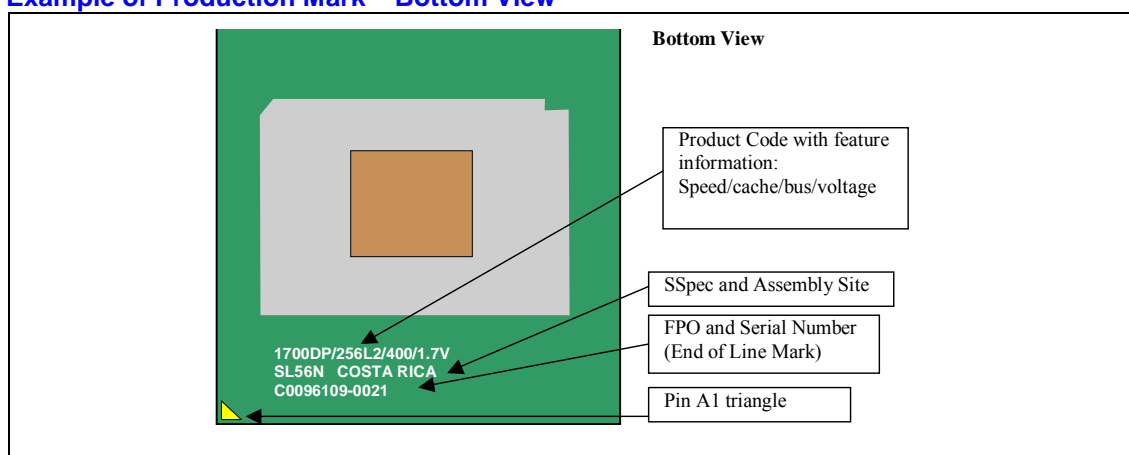 Example of Production Mark – Bottom View
Bottom View
Product Code with feature
information:
Speed/cache/bus/voltage
SSpec and Assembly Site
FPO and Serial Number
(End of Line Mark)
Pin A1 triangle
1700DP/256L2/400/1.7V
SL56N COSTA RICA
C0096109-0021